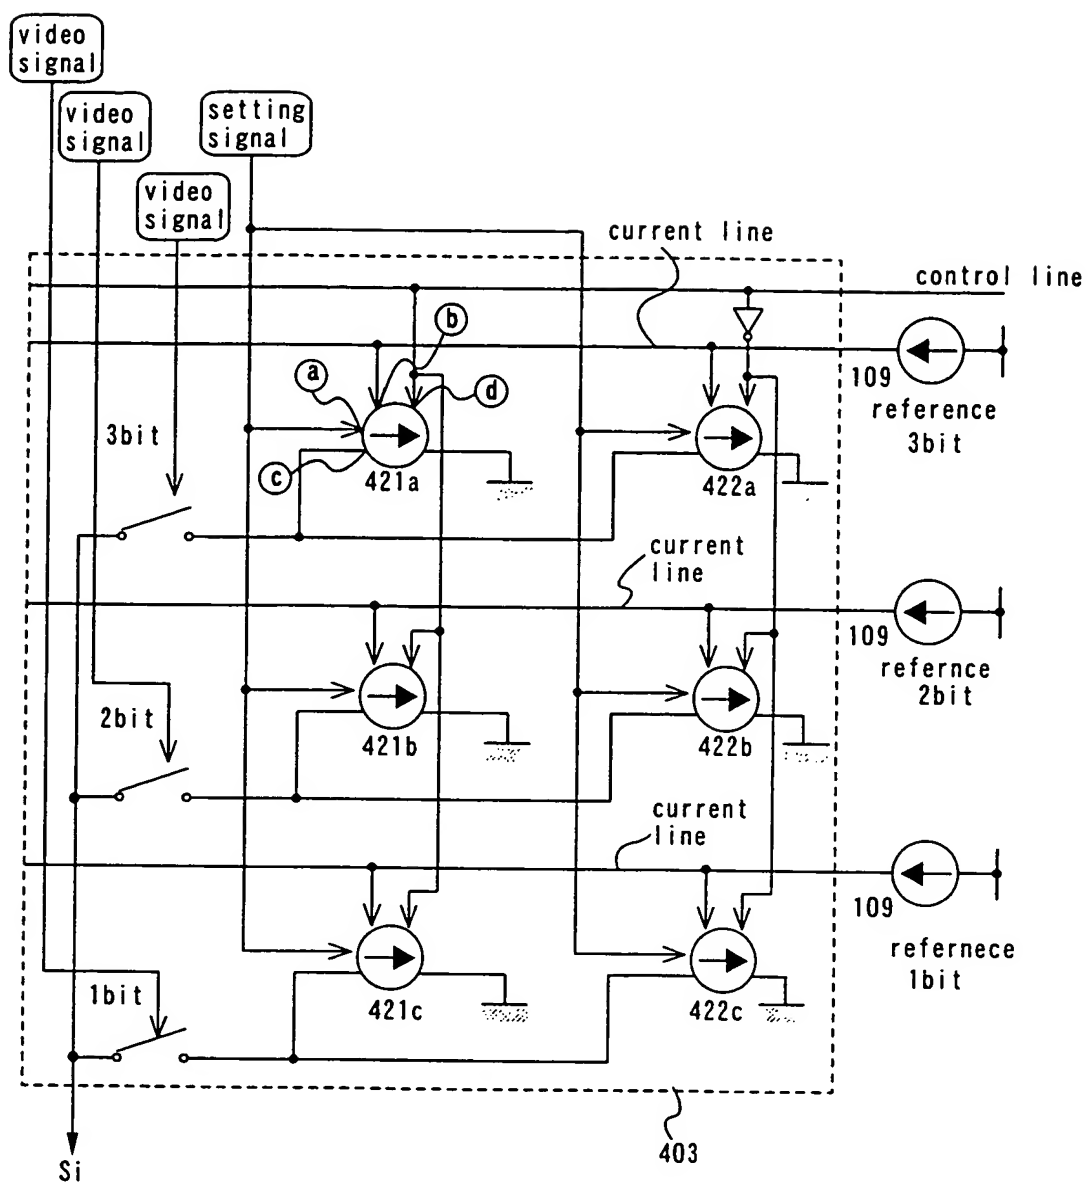 video
signal
video
signal
setting
signal
video
signal
current line
control line
b
a
d
109
reference
3bit
3bit
c
421a
422a
current
line
109
refernce
2bit
2bit
421b
422b
current
line
109
refernece
1bit
1bit
421c
422c
403
Si